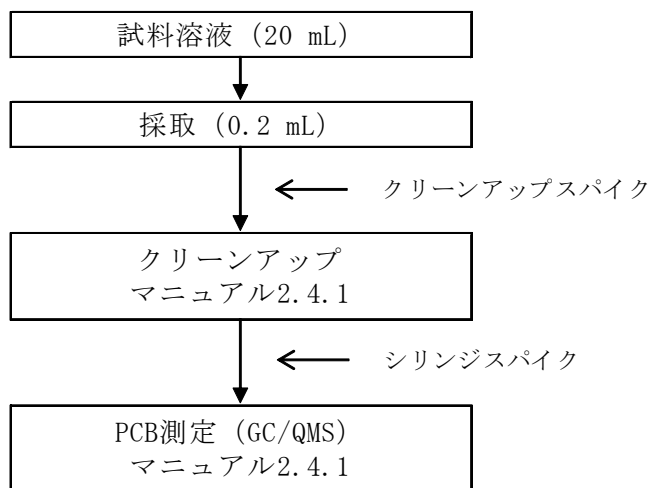 試料溶液 (20 mL)
採取 (0.2 mL)
クリーンアップスパイク
クリーンアップ
マニュアル2.4.1
シリンジスパイク
PCB測定 (GC/QMS)
マニュアル2.4.1